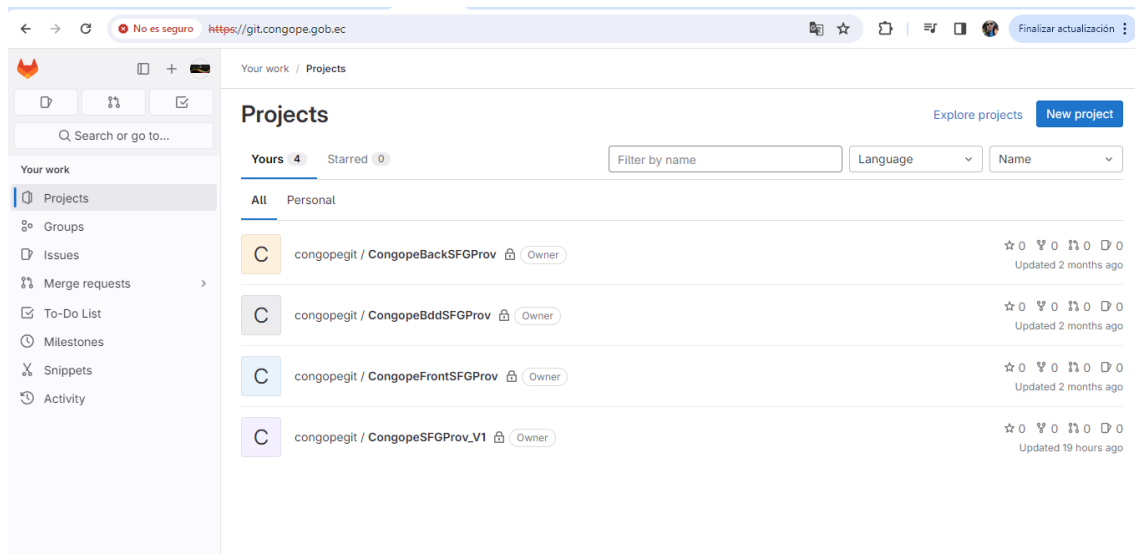 No es seguro https://git.congope.gob.ec Finalizar actualización
Your work / Projects
Search or go to...
Your work
Projects
Groups
Issues
Merge requests
To-Do List
Milestones
Snippets
Activity
Projects
Explore projects New project
Yours 4 Starred 0 Filter by name Language Name
All Personal
C congopegit / CongopeBackSFGProv Owner 0 0 0 0
Updated 2 months ago
C congopegit / CongopeBddSFGProv Owner 0 0 0 0
Updated 2 months ago
C congopegit / CongopeFrontSFGProv Owner 0 0 0 0
Updated 2 months ago
C congopegit / CongopeSFGProv_V1 Owner 0 0 0 0
Updated 19 hours ago